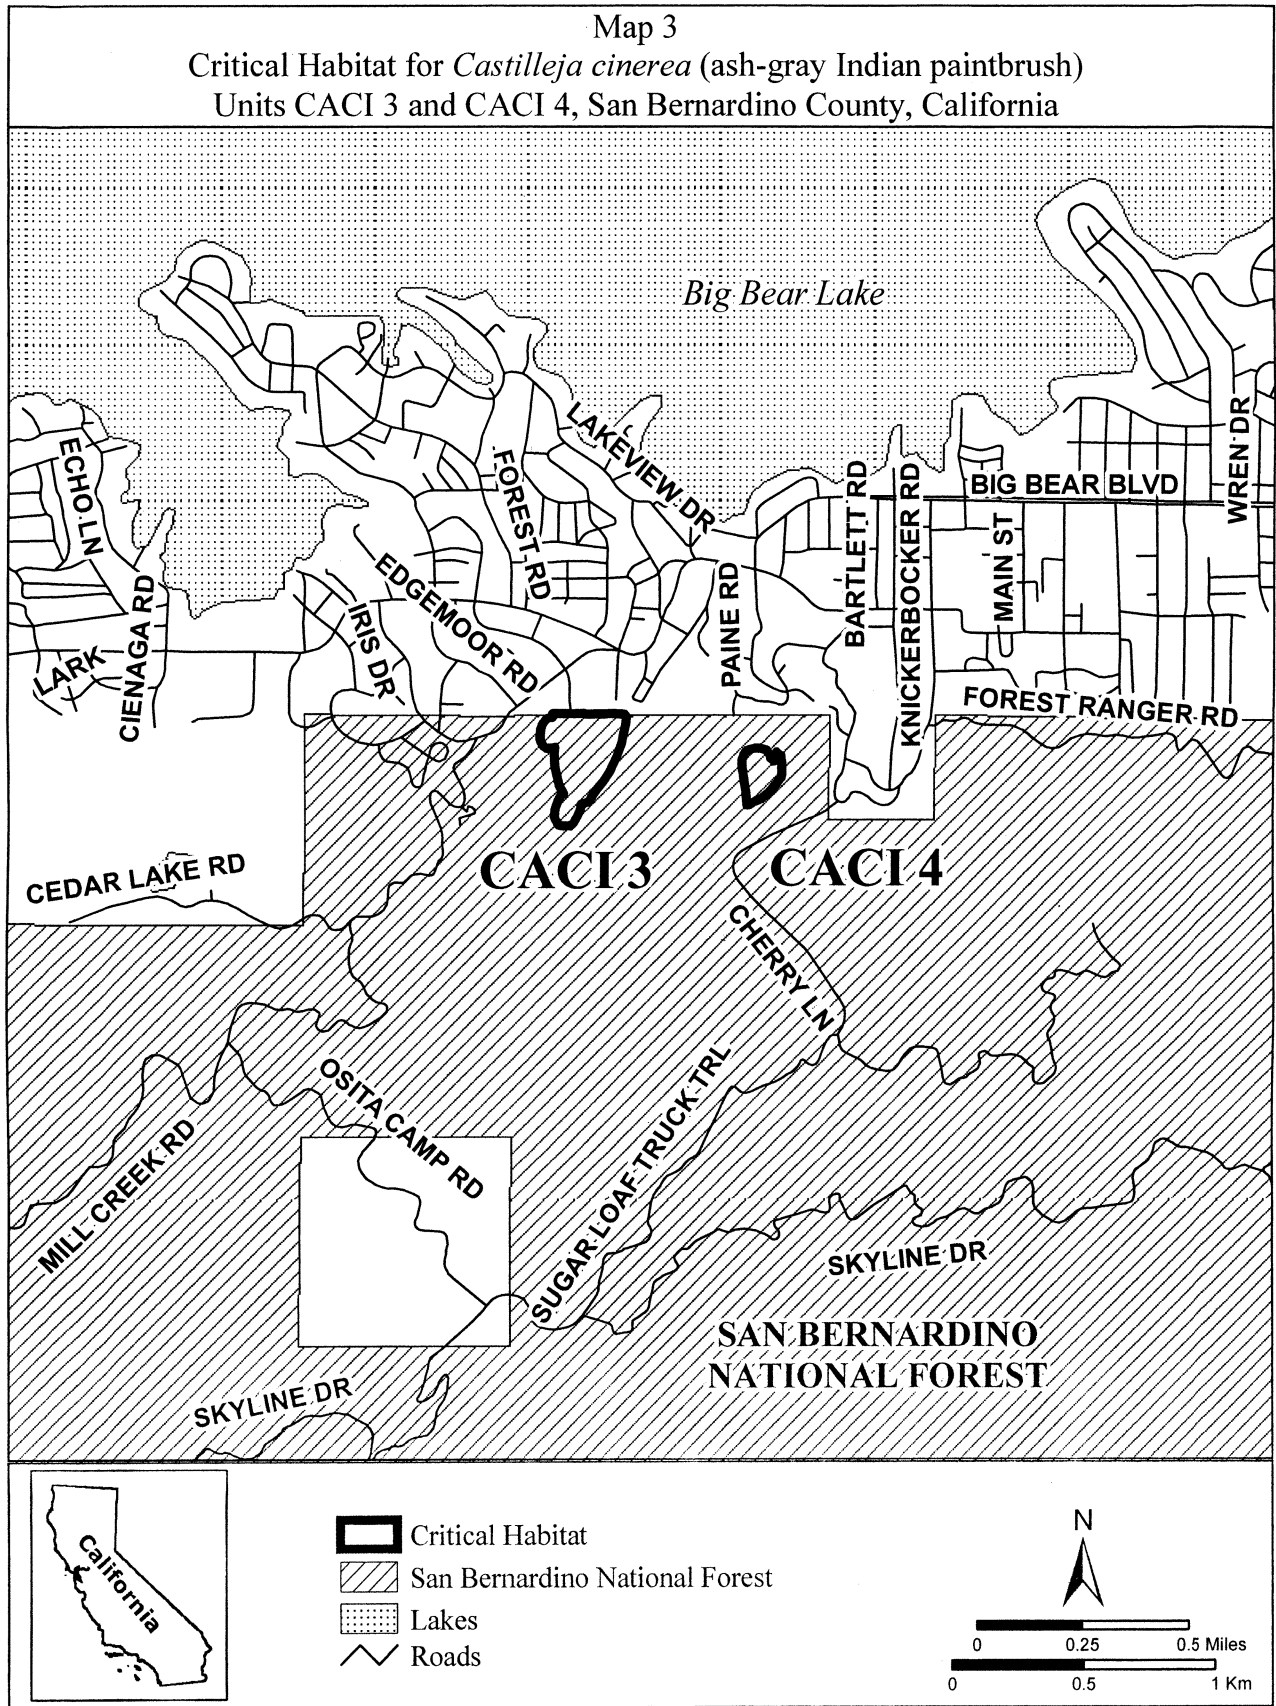 Map 3
Critical Habitat for Castilleja cinerea (ash-gray Indian paintbrush)
Units CACI 3 and CACI 4, San Bernardino County, California
Big Bear Lake
LAKEVIEW DR
WREN DR
ECHO LN
FOREST RD
BIG BEAR BLVD
BARTLETT RD
KNICKERBOCKER RD
MAIN ST
EDGEMOOR RD
IRIS DR
PAINE RD
CIENAGA RD
LARK
FOREST RANGER RD
CEDAR LAKE RD
CACI 3
CACI 4
CHERRY LN
OSITA CAMP RD
MILL CREEK RD
SUGAR LOAF TRUCK TRL
SKYLINE DR
SAN BERNARDINO
NATIONAL FOREST
SKYLINE DR
California
Critical Habitat
San Bernardino National Forest
Lakes
Roads
N
0 0.25 0.5 Miles
0 0.5 1 Km